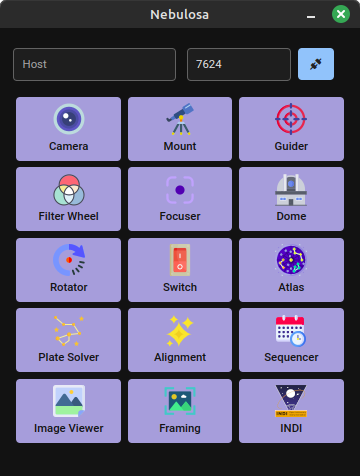 Nebulosa
Host 7624
Camera Mount Guider
Filter Wheel Focuser Dome
Rotator Switch Atlas
Plate Solver Alignment Sequencer
Image Viewer Framing INDI
INDI